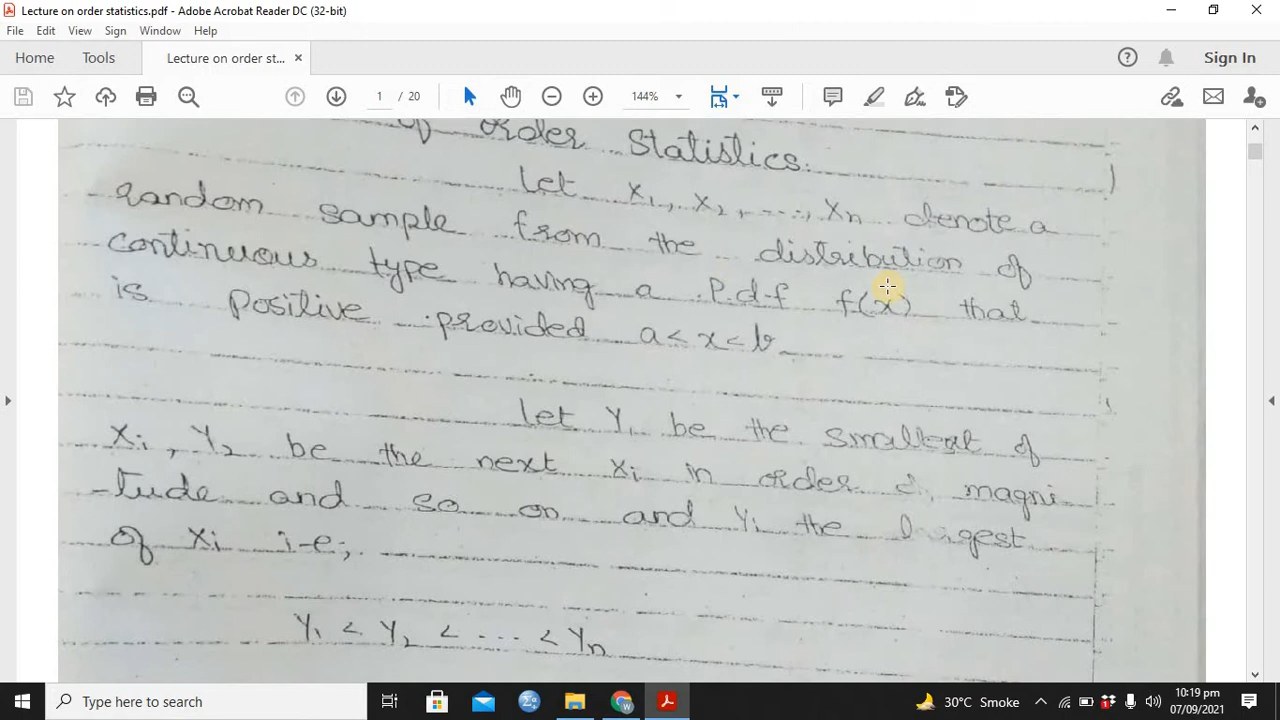 Lecture on order statistics.pdf - Adobe Acrobat Reader DC (32-bit)
File Edit View Sign Window Help
Home Tools Lecture on order st... × Sign In
1 / 20 144%
of Order Statistics.
Let X1, X2, ...., Xn denote a
random sample from the distribution of
continuous type having a P.d.f f(x) that
is Positive provided a < x < b
let Y1 be the smallest of
Xi, Y2 be the next Xi in order magni
-tude and so on and Yi the largest
of Xi i.e;
Y1 < Y2 < ... < Yn
Type here to search 30°C Smoke 10:19 pm
07/09/2021